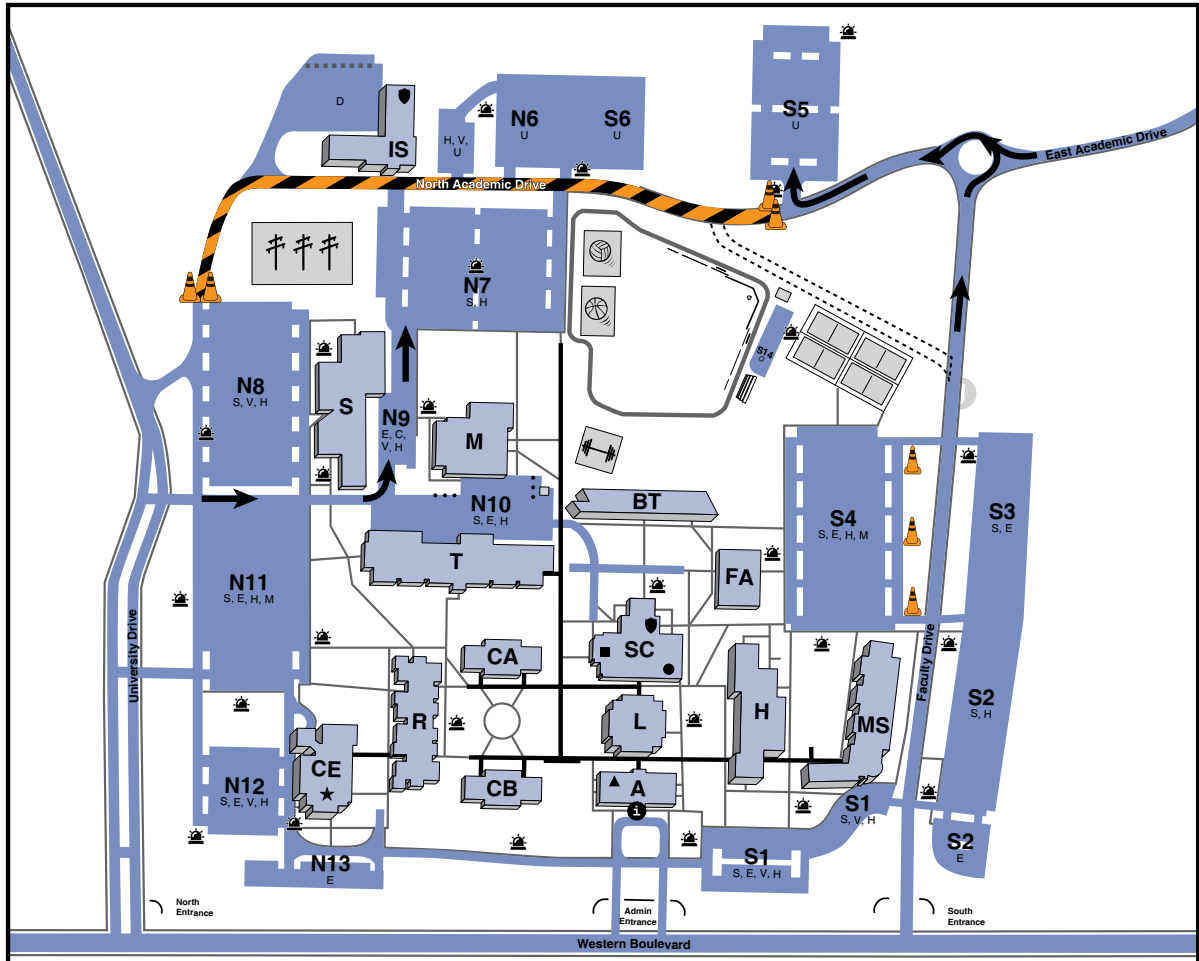 D
IS
H, V,
U
N6
U
S6
U
S5
U
East Academic Drive
North Academic Drive
N7
S, H
S14
O
N8
S, V, H
S
N9
E, C,
V, H
M
N10
S, E, H
BT
S4
S, E, H, M
S3
S, E
T
FA
N11
S, E, H, M
University Drive
Faculty Drive
CA
SC
R
L
H
MS
S2
S, H
CE
N12
S, E, V, H
CB
A
i
S1
S, V, H
S2
E
N13
E
S1
S, E, V, H
North
Entrance
Admin
Entrance
South
Entrance
Western Boulevard